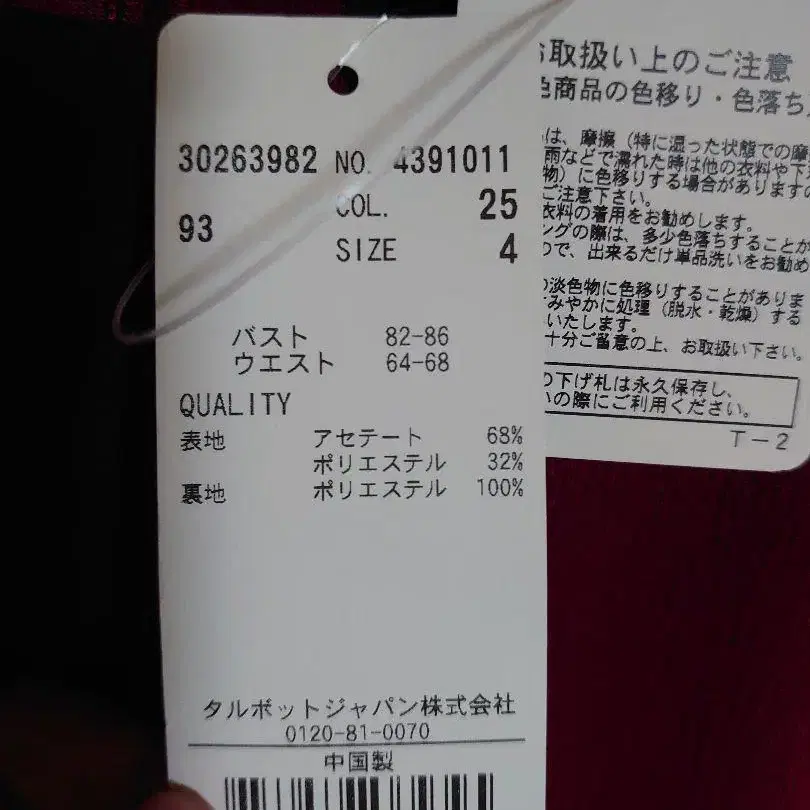 30263982 NO. 4391011
COL. 25
93
SIZE 4
バスト 82-86
ウエスト 64-68
QUALITY
表地 アセテート 68%
ポリエステル 32%
裏地 ポリエステル 100%
タルボットジャパン株式会社
0120-81-0070
中国製
お取扱い上のご注意
色商品の色移り・色落ち
は、摩擦(特に湿った状態での摩
雨などで濡れた時は他の衣料や下
物)に色移りする場合がありますの
ご注意下さい。
衣料の着用をお勧めします。
ングの際は、多少色落ちすることが
ので、出来るだけ単品洗いをお勧め
の淡色物に色移りすることがありま
すみやかに処理(脱水・乾燥)する
いたします。
十分ご留意の上、お取扱い下さい。
の下げ札は永久保存し、
いの際にご利用ください。
T-2